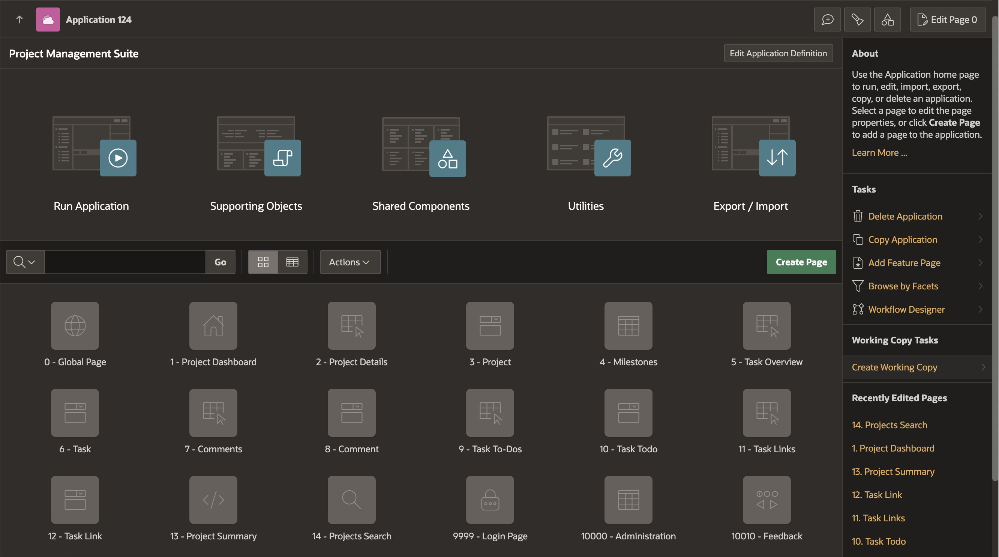 Application 124
Edit Page 0
Project Management Suite
Edit Application Definition
Run Application
Supporting Objects
Shared Components
Utilities
Export / Import
Go
Actions
Create Page
0 - Global Page
1 - Project Dashboard
2 - Project Details
3 - Project
4 - Milestones
5 - Task Overview
6 - Task
7 - Comments
8 - Comment
9 - Task To-Dos
10 - Task Todo
11 - Task Links
12 - Task Link
13 - Project Summary
14 - Projects Search
9999 - Login Page
10000 - Administration
10010 - Feedback
About
Use the Application home page
to run, edit, import, export,
copy, or delete an application.
Select a page to edit the page
properties, or click Create Page
to add a page to the application.
Learn More ...
Tasks
Delete Application
Copy Application
Add Feature Page
Browse by Facets
Workflow Designer
Working Copy Tasks
Create Working Copy
Recently Edited Pages
14. Projects Search
1. Project Dashboard
13. Project Summary
12. Task Link
11. Task Links
10. Task Todo